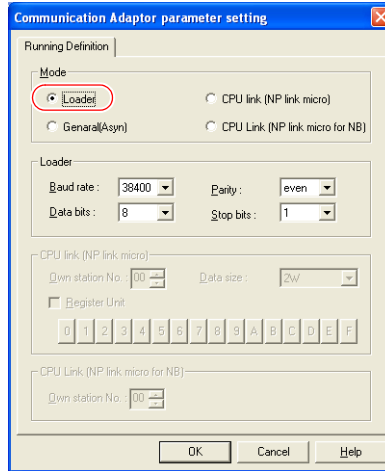 Communication Adaptor parameter setting
Running Definition
Mode
Loader
CPU link (NP link micro)
Genaral(Asyn)
CPU Link (NP link micro for NB)
Loader
Baud rate : 38400 Parity : even
Data bits : 8 Stop bits : 1
CPU link (NP link micro)
Own station No. : 00 Data size : 2W
Register Unit
0 1 2 3 4 5 6 7 8 9 A B C D E F
CPU Link (NP link micro for NB)
Own station No. : 00
OK Cancel Help